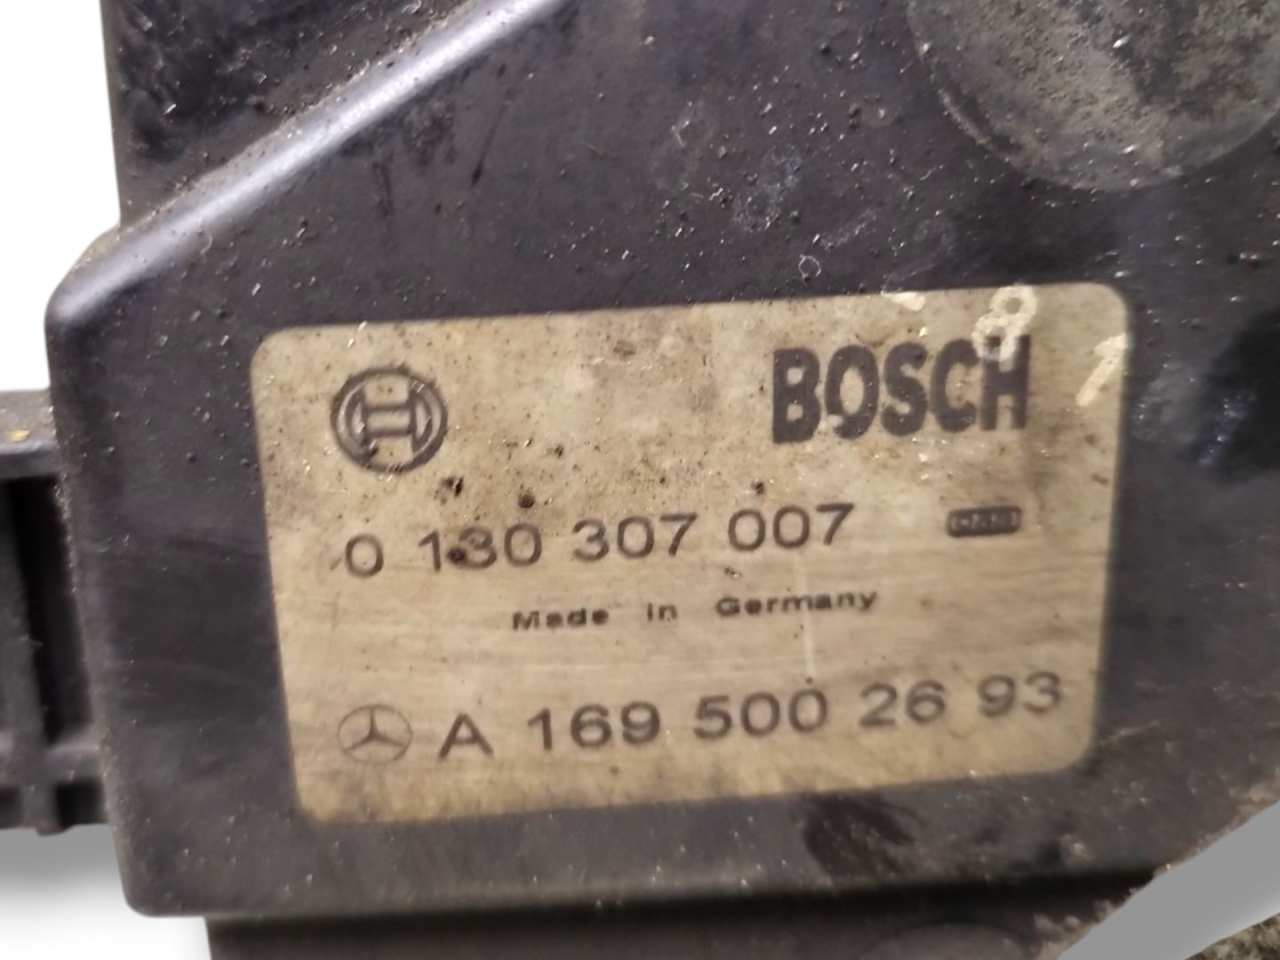 BOSCH
0 130 307 007
Made in Germany
A 169 500 26 93